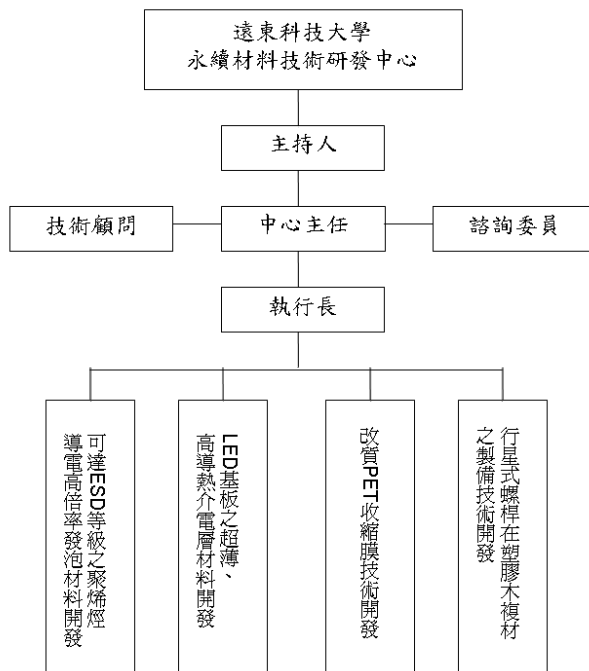 遠東科技大學
永續材料技術研發中心
主持人
技術顧問
中心主任
諮詢委員
執行長
可達ESD等級之聚烯烴
導電高倍率發泡材料開發
LED基板之超薄、
高導熱介電層材料開發
改質PET收縮膜技術開發
行星式螺桿在塑膠木複材
之製備技術開發